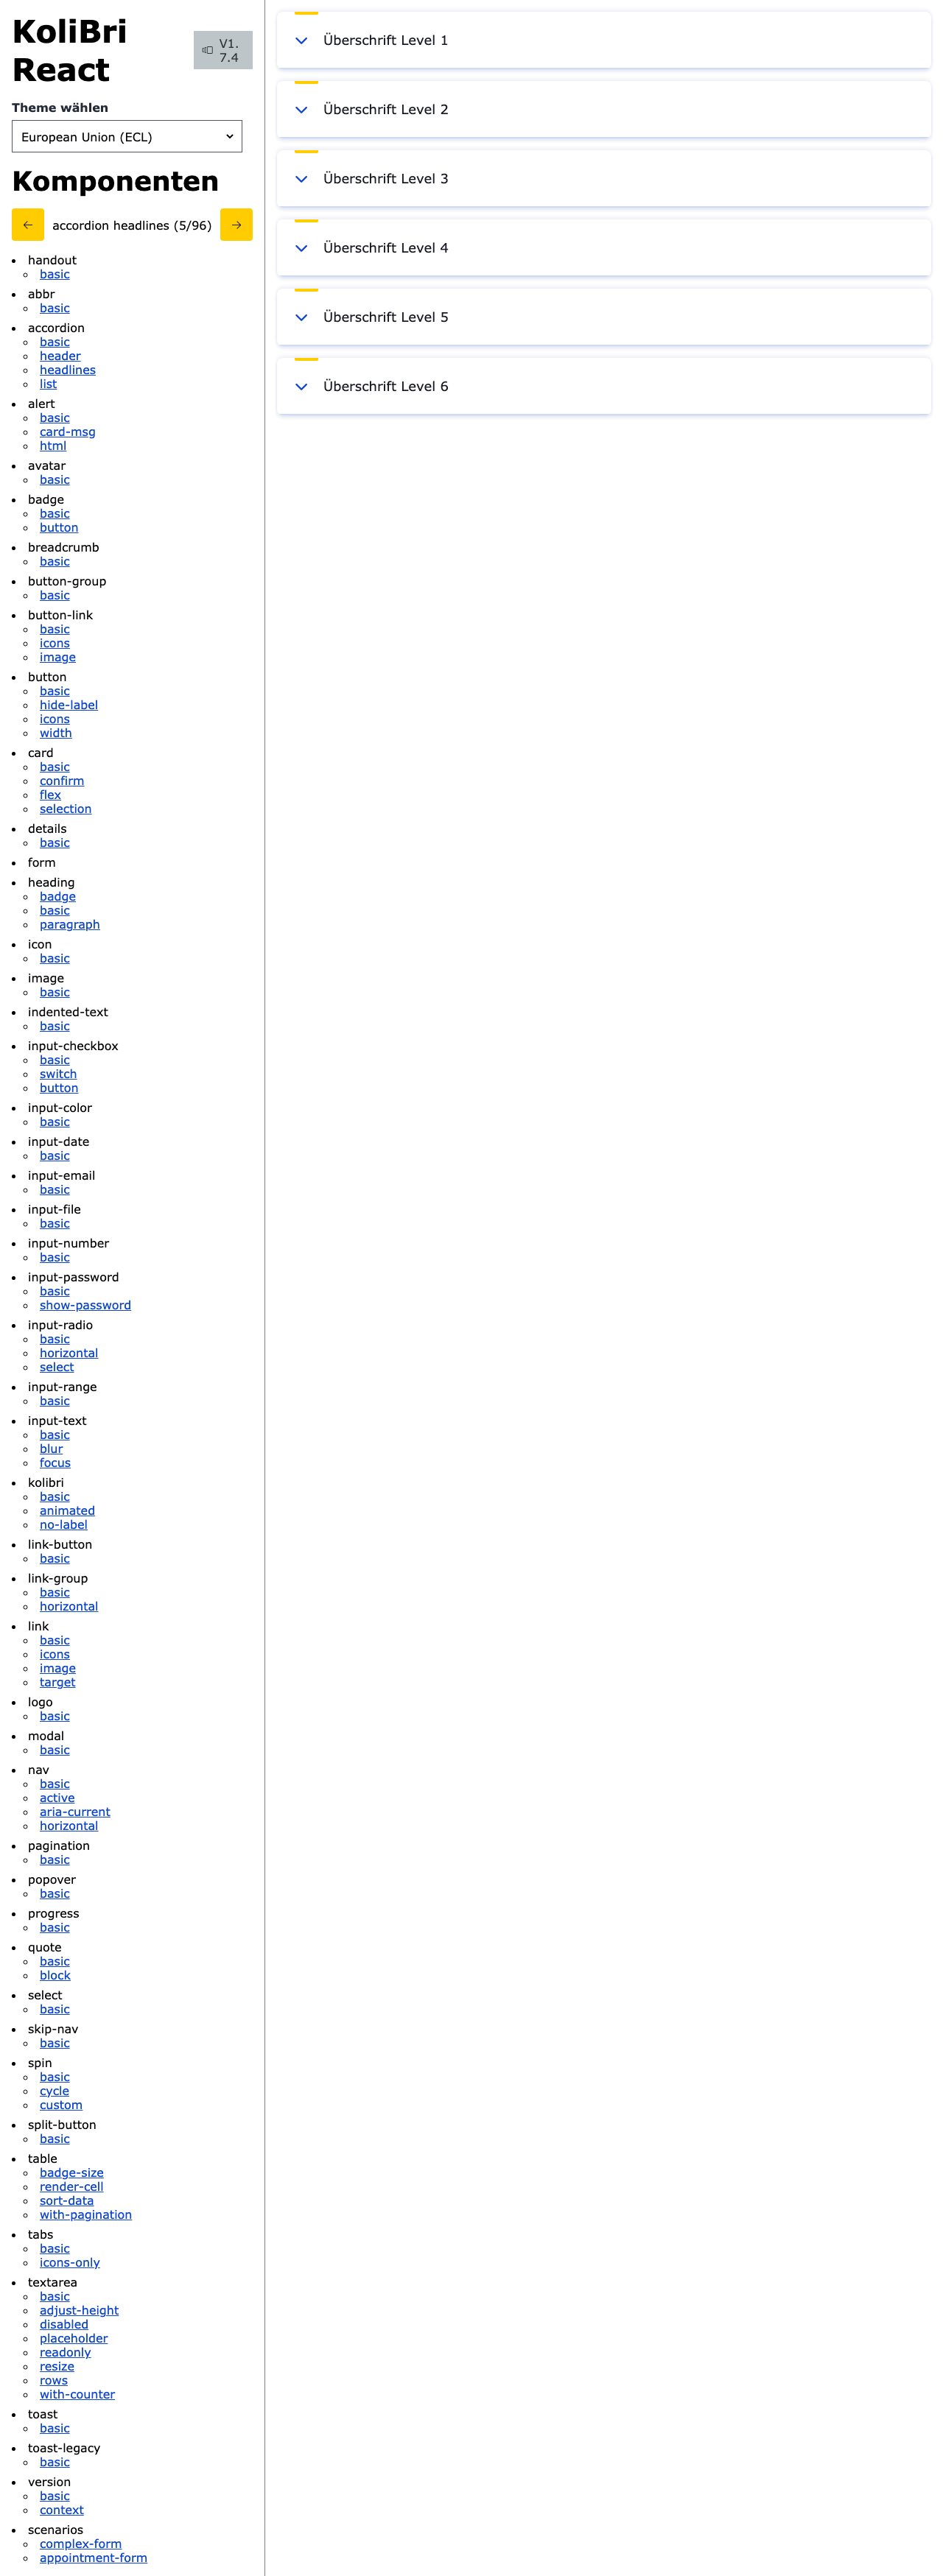 KoliBri
React
V1.
7.4
Theme wählen
European Union (ECL)
Komponenten
accordion headlines (5/96)
handout
basic
abbr
basic
accordion
basic
header
headlines
list
alert
basic
card-msg
html
avatar
basic
badge
basic
button
breadcrumb
basic
button-group
basic
button-link
basic
icons
image
button
basic
hide-label
icons
width
card
basic
confirm
flex
selection
details
basic
form
heading
badge
basic
paragraph
icon
basic
image
basic
indented-text
basic
input-checkbox
basic
switch
button
input-color
basic
input-date
basic
input-email
basic
input-file
basic
input-number
basic
input-password
basic
show-password
input-radio
basic
horizontal
select
input-range
basic
input-text
basic
blur
focus
kolibri
basic
animated
no-label
link-button
basic
link-group
basic
horizontal
link
basic
icons
image
target
logo
basic
modal
basic
nav
basic
active
aria-current
horizontal
pagination
basic
popover
basic
progress
basic
quote
basic
block
select
basic
skip-nav
basic
spin
basic
cycle
custom
split-button
basic
table
badge-size
render-cell
sort-data
with-pagination
tabs
basic
icons-only
textarea
basic
adjust-height
disabled
placeholder
readonly
resize
rows
with-counter
toast
basic
toast-legacy
basic
version
basic
context
scenarios
complex-form
appointment-form
Überschrift Level 1
Überschrift Level 2
Überschrift Level 3
Überschrift Level 4
Überschrift Level 5
Überschrift Level 6